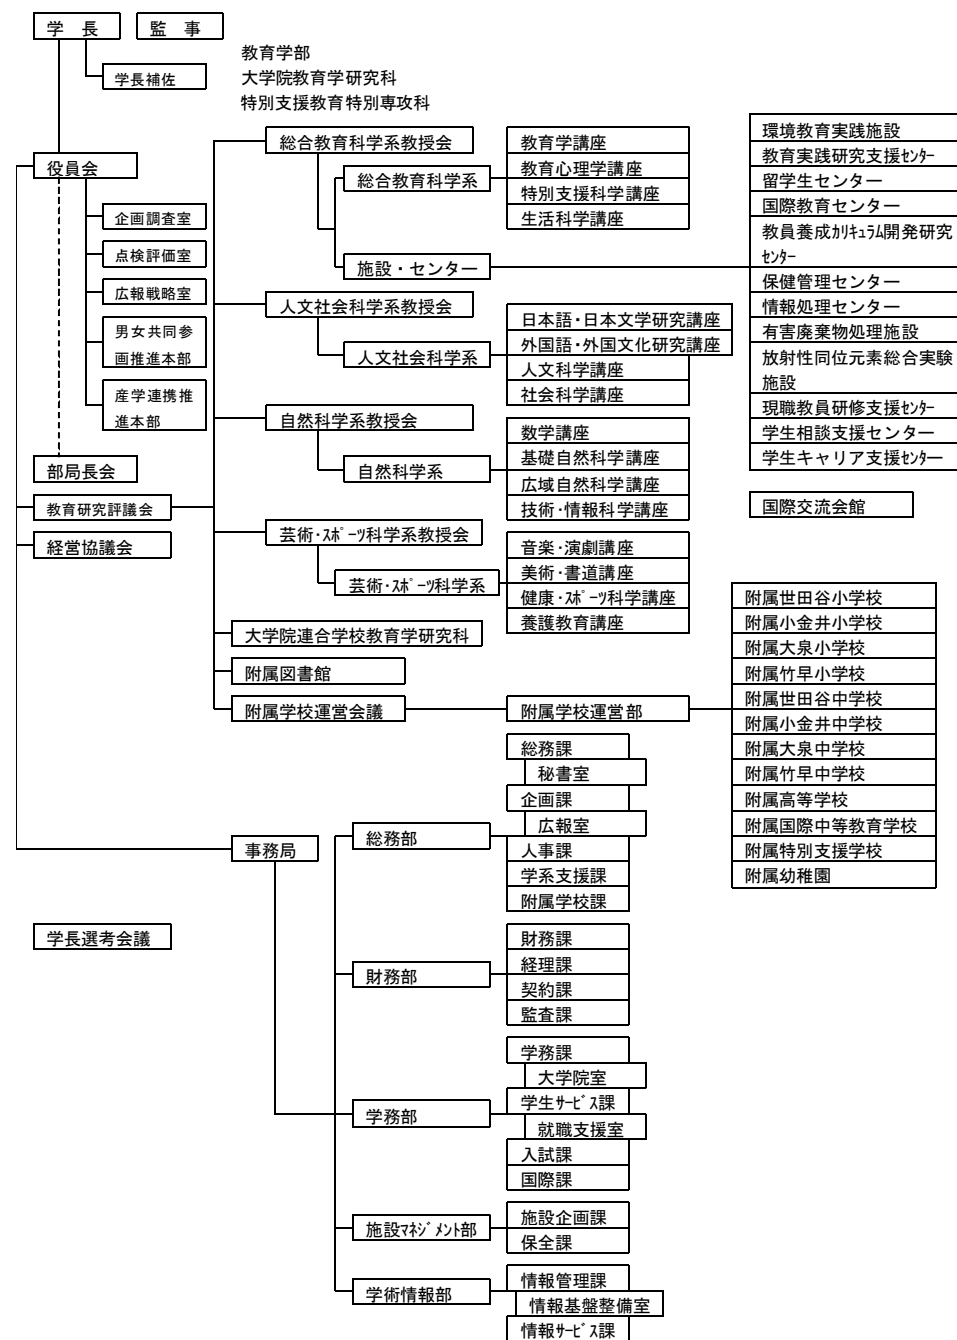 学　長
監　事
学長補佐
教育学部
大学院教育学研究科
特別支援教育特別専攻科
役員会
企画調査室
点検評価室
広報戦略室
男女共同参
画推進本部
産学連携推
進本部
部局長会
教育研究評議会
経営協議会
学長選考会議
総合教育科学系教授会
総合教育科学系
教育学講座
教育心理学講座
特別支援科学講座
生活科学講座
施設・センター
環境教育実践施設
教育実践研究支援ｾﾝﾀｰ
留学生センター
国際教育センター
教員養成ｶﾘｷｭﾗﾑ開発研究
ｾﾝﾀｰ
保健管理センター
情報処理センター
有害廃棄物処理施設
放射性同位元素総合実験
施設
現職教員研修支援ｾﾝﾀｰ
学生相談支援センター
学生キャリア支援ｾﾝﾀｰ
国際交流会館
人文社会科学系教授会
人文社会科学系
日本語・日本文学研究講座
外国語・外国文化研究講座
人文科学講座
社会科学講座
自然科学系教授会
自然科学系
数学講座
基礎自然科学講座
広域自然科学講座
技術・情報科学講座
芸術・ｽﾎﾟｰﾂ科学系教授会
芸術・ｽﾎﾟｰﾂ科学系
音楽・演劇講座
美術・書道講座
健康・ｽﾎﾟｰﾂ科学講座
養護教育講座
大学院連合学校教育学研究科
附属図書館
附属学校運営会議
附属学校運営部
附属世田谷小学校
附属小金井小学校
附属大泉小学校
附属竹早小学校
附属世田谷中学校
附属小金井中学校
附属大泉中学校
附属竹早中学校
附属高等学校
附属国際中等教育学校
附属特別支援学校
附属幼稚園
事務局
総務部
総務課
秘書室
企画課
広報室
人事課
学系支援課
附属学校課
財務部
財務課
経理課
契約課
監査課
学務部
学務課
大学院室
学生ｻｰﾋﾞｽ課
就職支援室
入試課
国際課
施設ﾏﾈｼﾞﾒﾝﾄ部
施設企画課
保全課
学術情報部
情報管理課
情報基盤整備室
情報ｻｰﾋﾞｽ課